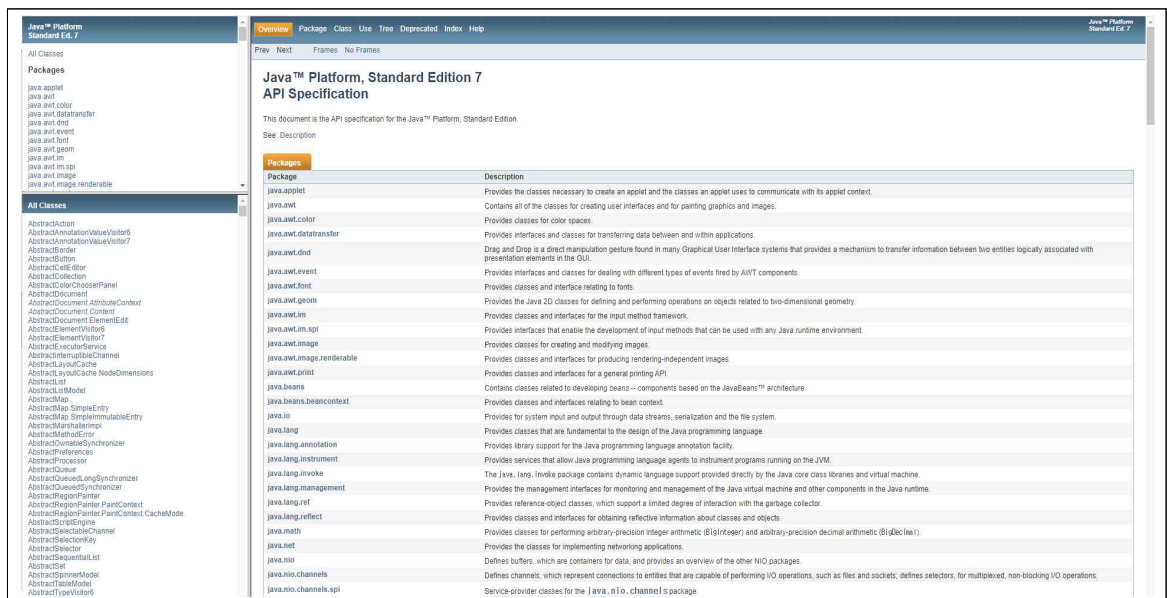 Java™ Platform
Standard Ed. 7
All Classes
Packages
java.applet
java.awt
java.awt.color
java.awt.datatransfer
java.awt.dnd
java.awt.event
java.awt.font
java.awt.geom
java.awt.im
java.awt.im.spi
java.awt.image
java.awt.image.renderable
All Classes
AbstractAction
AbstractAnnotationValueVisitor6
AbstractAnnotationValueVisitor7
AbstractBorder
AbstractButton
AbstractCellEditor
AbstractCollection
AbstractColorChooserPanel
AbstractDocument
AbstractDocument.AttributeContext
AbstractDocument.Content
AbstractDocument.ElementEdit
AbstractElementVisitor6
AbstractElementVisitor7
AbstractExecutorService
AbstractInterruptibleChannel
AbstractLayoutCache
AbstractLayoutCache.NodeDimensions
AbstractList
AbstractListModel
AbstractMap
AbstractMap.SimpleEntry
AbstractMap.SimpleImmutableEntry
AbstractMarshallerImpl
AbstractMethodError
AbstractOwnableSynchronizer
AbstractPreferences
AbstractProcessor
AbstractQueue
AbstractQueuedLongSynchronizer
AbstractQueuedSynchronizer
AbstractRegionPainter
AbstractRegionPainter.PaintContext
AbstractRegionPainter.PaintContext.CacheMode
AbstractScriptEngine
AbstractSelectableChannel
AbstractSelectionKey
AbstractSelector
AbstractSequentialList
AbstractSet
AbstractSpinnerModel
AbstractTableModel
AbstractTypeVisitor6
Overview Package Class Use Tree Deprecated Index Help
Java™ Platform
Standard Ed. 7
Prev Next Frames No Frames
Java™ Platform, Standard Edition 7
API Specification
This document is the API specification for the Java™ Platform, Standard Edition.
See: Description
Packages
Package Description
java.applet Provides the classes necessary to create an applet and the classes an applet uses to communicate with its applet context.
java.awt Contains all of the classes for creating user interfaces and for painting graphics and images.
java.awt.color Provides classes for color spaces.
java.awt.datatransfer Provides interfaces and classes for transferring data between and within applications.
java.awt.dnd Drag and Drop is a direct manipulation gesture found in many Graphical User Interface systems that provides a mechanism to transfer information between two entities logically associated with
presentation elements in the GUI.
java.awt.event Provides interfaces and classes for dealing with different types of events fired by AWT components.
java.awt.font Provides classes and interface relating to fonts.
java.awt.geom Provides the Java 2D classes for defining and performing operations on objects related to two-dimensional geometry.
java.awt.im Provides classes and interfaces for the input method framework.
java.awt.im.spi Provides interfaces that enable the development of input methods that can be used with any Java runtime environment.
java.awt.image Provides classes for creating and modifying images.
java.awt.image.renderable Provides classes and interfaces for producing rendering-independent images.
java.awt.print Provides classes and interfaces for a general printing API.
java.beans Contains classes related to developing beans -- components based on the JavaBeans™ architecture.
java.beans.beancontext Provides classes and interfaces relating to bean context.
java.io Provides for system input and output through data streams, serialization and the file system.
java.lang Provides classes that are fundamental to the design of the Java programming language.
java.lang.annotation Provides library support for the Java programming language annotation facility.
java.lang.instrument Provides services that allow Java programming language agents to instrument programs running on the JVM.
java.lang.invoke The java.lang.invoke package contains dynamic language support provided directly by the Java core class libraries and virtual machine.
java.lang.management Provides the management interfaces for monitoring and management of the Java virtual machine and other components in the Java runtime.
java.lang.ref Provides reference-object classes, which support a limited degree of interaction with the garbage collector.
java.lang.reflect Provides classes and interfaces for obtaining reflective information about classes and objects.
java.math Provides classes for performing arbitrary-precision integer arithmetic (BigInteger) and arbitrary-precision decimal arithmetic (BigDecimal).
java.net Provides the classes for implementing networking applications.
java.nio Defines buffers, which are containers for data, and provides an overview of the other NIO packages.
java.nio.channels Defines channels, which represent connections to entities that are capable of performing I/O operations, such as files and sockets; defines selectors, for multiplexed, non-blocking I/O operations.
java.nio.channels.spi Service-provider classes for the java.nio.channels package.